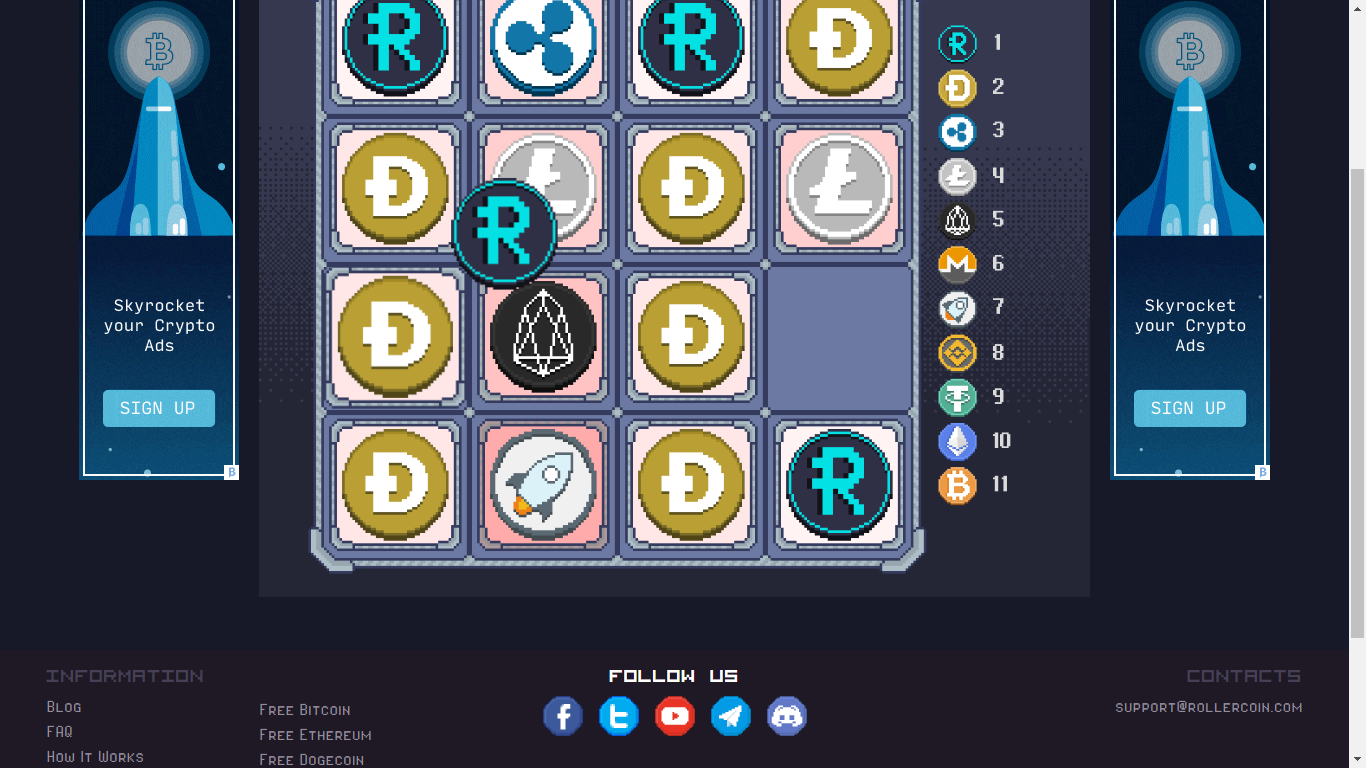 1
2
3
4
5
6
7
8
9
10
11
Skyrocket
your Crypto
Ads
SIGN UP
Skyrocket
your Crypto
Ads
SIGN UP
INFORMATION
Blog
FAQ
How It Works
Free Bitcoin
Free Ethereum
Free Dogecoin
FOLLOW US
CONTACTS
support@rollercoin.com